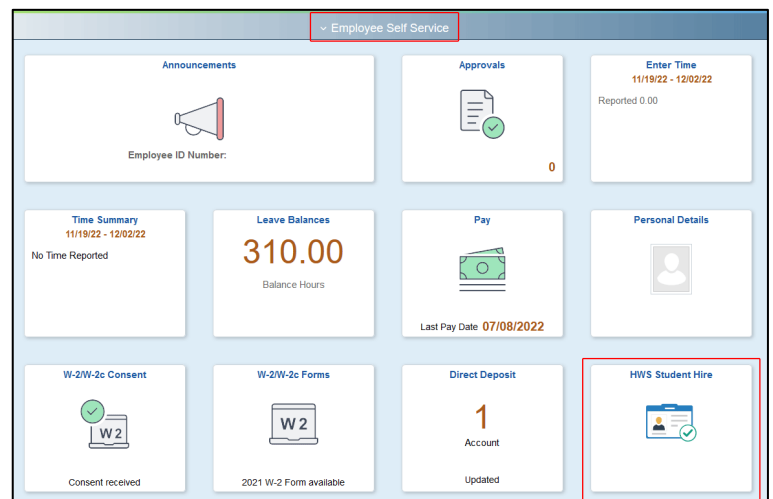 Employee Self Service
Announcements
Employee ID Number:
Approvals
0
Enter Time
11/19/22 - 12/02/22
Reported 0.00
Time Summary
11/19/22 - 12/02/22
No Time Reported
Leave Balances
310.00
Balance Hours
Pay
Last Pay Date 07/08/2022
Personal Details
W-2/W-2c Consent
W 2
Consent received
W-2/W-2c Forms
W 2
2021 W-2 Form available
Direct Deposit
1
Account
Updated
HWS Student Hire